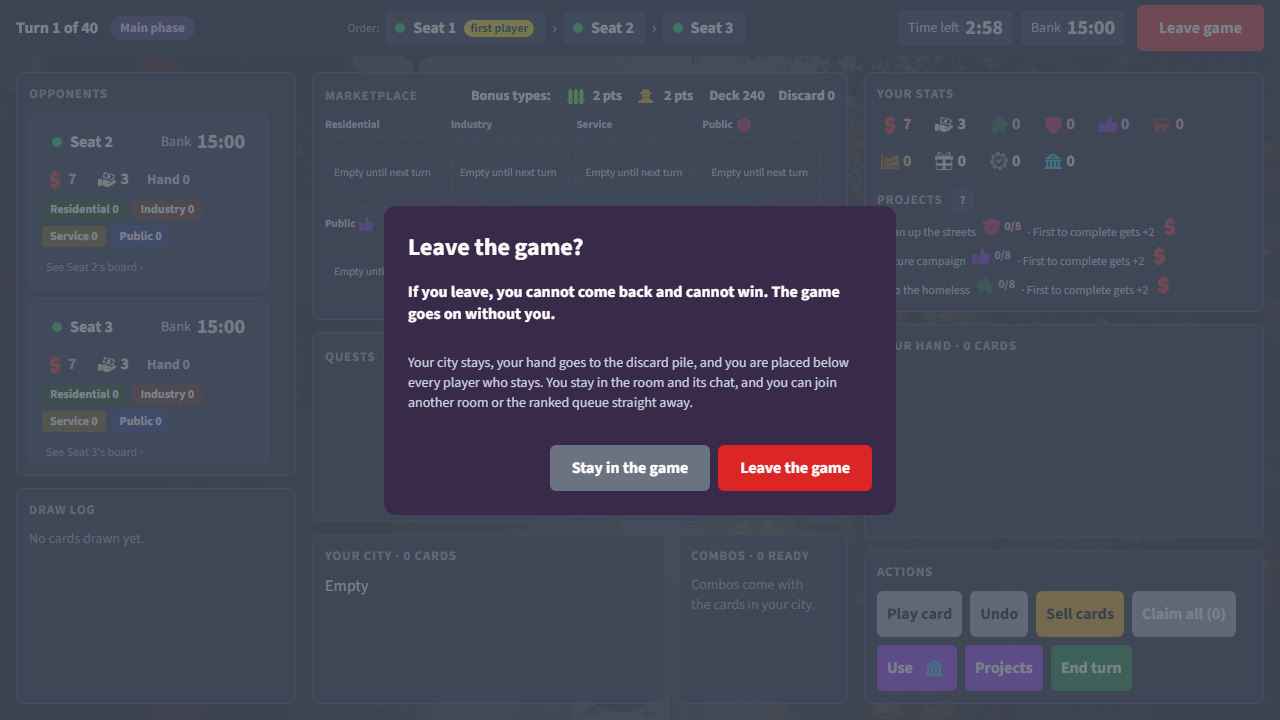 Turn 1 of 40 Main phase Order: Seat 1 first player › Seat 2 › Seat 3 Time left 2:58 Bank 15:00 Leave game
OPPONENTS
Seat 2 Bank 15:00
7 3 Hand 0
Residential 0 Industry 0
Service 0 Public 0
See Seat 2's board ›
Seat 3 Bank 15:00
7 3 Hand 0
Residential 0 Industry 0
Service 0 Public 0
See Seat 3's board ›
DRAW LOG
No cards drawn yet.
MARKETPLACE Bonus types: 2 pts 2 pts Deck 240 Discard 0
Residential Industry Service Public
Empty until next turn Empty until next turn Empty until next turn Empty until next turn
Public
Empty unti
QUESTS
Leave the game?
If you leave, you cannot come back and cannot win. The game
goes on without you.
Your city stays, your hand goes to the discard pile, and you are placed below
every player who stays. You stay in the room and its chat, and you can join
another room or the ranked queue straight away.
Stay in the game Leave the game
YOUR CITY · 0 CARDS
Empty
COMBOS · 0 READY
Combos come with
the cards in your city.
YOUR STATS
7 3 0 0 0 0
0 0 0 0
PROJECTS ?
an up the streets 0/8 · First to complete gets +2
ture campaign 0/8 · First to complete gets +2
the homeless 0/8 · First to complete gets +2
UR HAND · 0 CARDS
ACTIONS
Play card Undo Sell cards Claim all (0)
Use Projects End turn